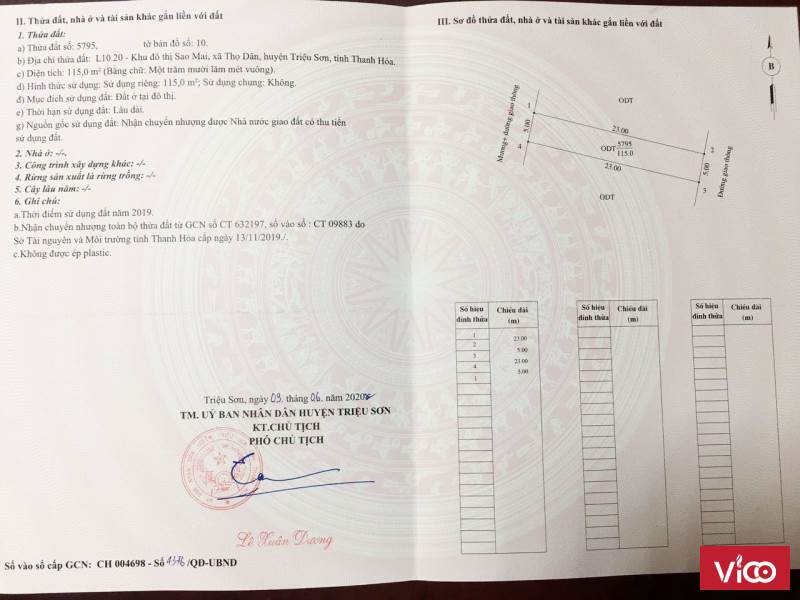 II. Thửa đất, nhà ở và tài sản khác gắn liền với đất
1. Thửa đất:
a) Thửa đất số: 5795, tờ bản đồ số: 10.
b) Địa chỉ thửa đất: L10.20 - Khu đô thị Sao Mai, xã Thọ Dân, huyện Triệu Sơn, tỉnh Thanh Hóa.
c) Diện tích: 115,0 m² (Bằng chữ: Một trăm mười lăm mét vuông).
d) Hình thức sử dụng: Sử dụng riêng: 115,0 m²; Sử dụng chung: Không.
đ) Mục đích sử dụng đất: Đất ở tại đô thị.
e) Thời hạn sử dụng đất: Lâu dài.
g) Nguồn gốc sử dụng đất: Nhận chuyển nhượng được Nhà nước giao đất có thu tiền
sử dụng đất.
2. Nhà ở: -/-.
3. Công trình xây dựng khác: -/-
4. Rừng sản xuất là rừng trồng: -/-
5. Cây lâu năm: -/-
6. Ghi chú:
a.Thời điểm sử dụng đất năm 2019.
b.Nhận chuyển nhượng toàn bộ thửa đất từ GCN số CT 632197, số vào sổ : CT 09883 do
Sở Tài nguyên và Môi trường tỉnh Thanh Hóa cấp ngày 13/11/2019./.
c.Không được ép plastic.
Triệu Sơn, ngày 09. tháng 06. năm 2020
TM. UỶ BAN NHÂN DÂN HUYỆN TRIỆU SƠN
KT.CHỦ TỊCH
PHÓ CHỦ TỊCH
Lê Xuân Dương
Số vào sổ cấp GCN: CH 004698 - Số 1376 /QĐ-UBND
III. Sơ đồ thửa đất, nhà ở và tài sản khác gắn liền với đất
B
Mương+ đường giao thông
ODT
1
5.00
4
23.00
ODT 5795
115.0
23.00
2
5.00
3
Đường giao thông
ODT
Số hiệu đỉnh thửa
Chiều dài (m)
1
23.00
2
5.00
3
23.00
4
5.00
1
Số hiệu đỉnh thửa
Chiều dài (m)
Số hiệu đỉnh thửa
Chiều dài (m)
VICO